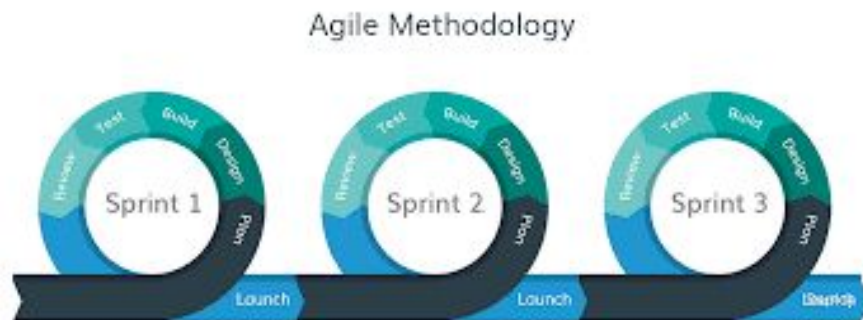 Agile Methodology
Test
Build
Review
Design
Sprint 1
Plan
Launch
Test
Build
Review
Design
Sprint 2
Plan
Launch
Test
Build
Review
Design
Sprint 3
Plan